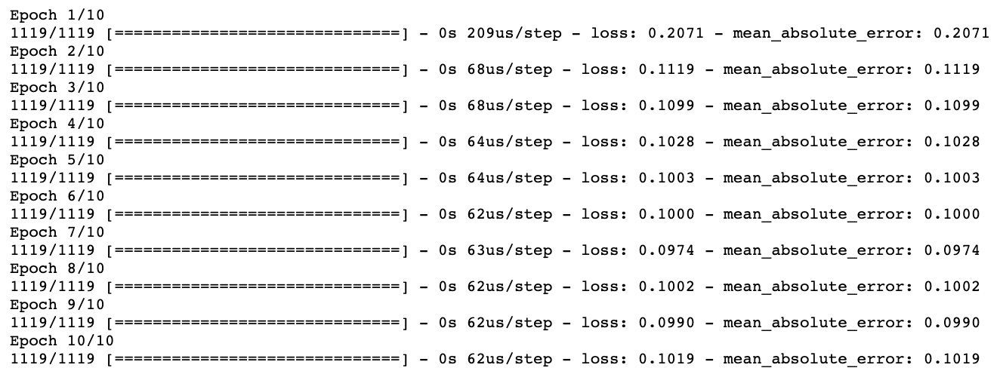 Epoch 1/10
1119/1119 [==============================] - 0s 209us/step - loss: 0.2071 - mean_absolute_error: 0.2071
Epoch 2/10
1119/1119 [==============================] - 0s 68us/step - loss: 0.1119 - mean_absolute_error: 0.1119
Epoch 3/10
1119/1119 [==============================] - 0s 68us/step - loss: 0.1099 - mean_absolute_error: 0.1099
Epoch 4/10
1119/1119 [==============================] - 0s 64us/step - loss: 0.1028 - mean_absolute_error: 0.1028
Epoch 5/10
1119/1119 [==============================] - 0s 64us/step - loss: 0.1003 - mean_absolute_error: 0.1003
Epoch 6/10
1119/1119 [==============================] - 0s 62us/step - loss: 0.1000 - mean_absolute_error: 0.1000
Epoch 7/10
1119/1119 [==============================] - 0s 63us/step - loss: 0.0974 - mean_absolute_error: 0.0974
Epoch 8/10
1119/1119 [==============================] - 0s 62us/step - loss: 0.1002 - mean_absolute_error: 0.1002
Epoch 9/10
1119/1119 [==============================] - 0s 62us/step - loss: 0.0990 - mean_absolute_error: 0.0990
Epoch 10/10
1119/1119 [==============================] - 0s 62us/step - loss: 0.1019 - mean_absolute_error: 0.1019